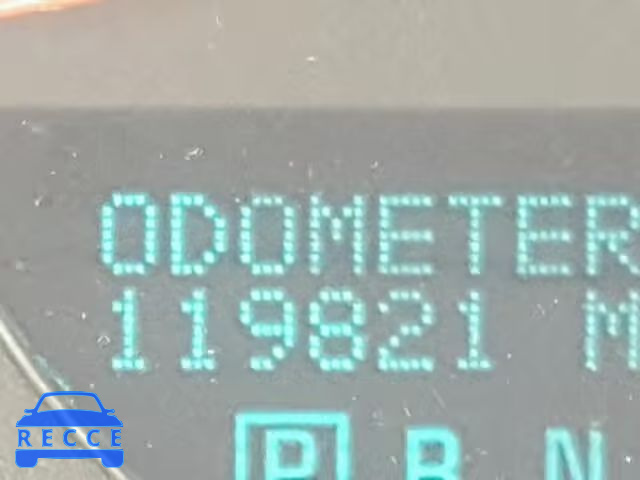 ODOMETER
119821 M
P R N
RECCE